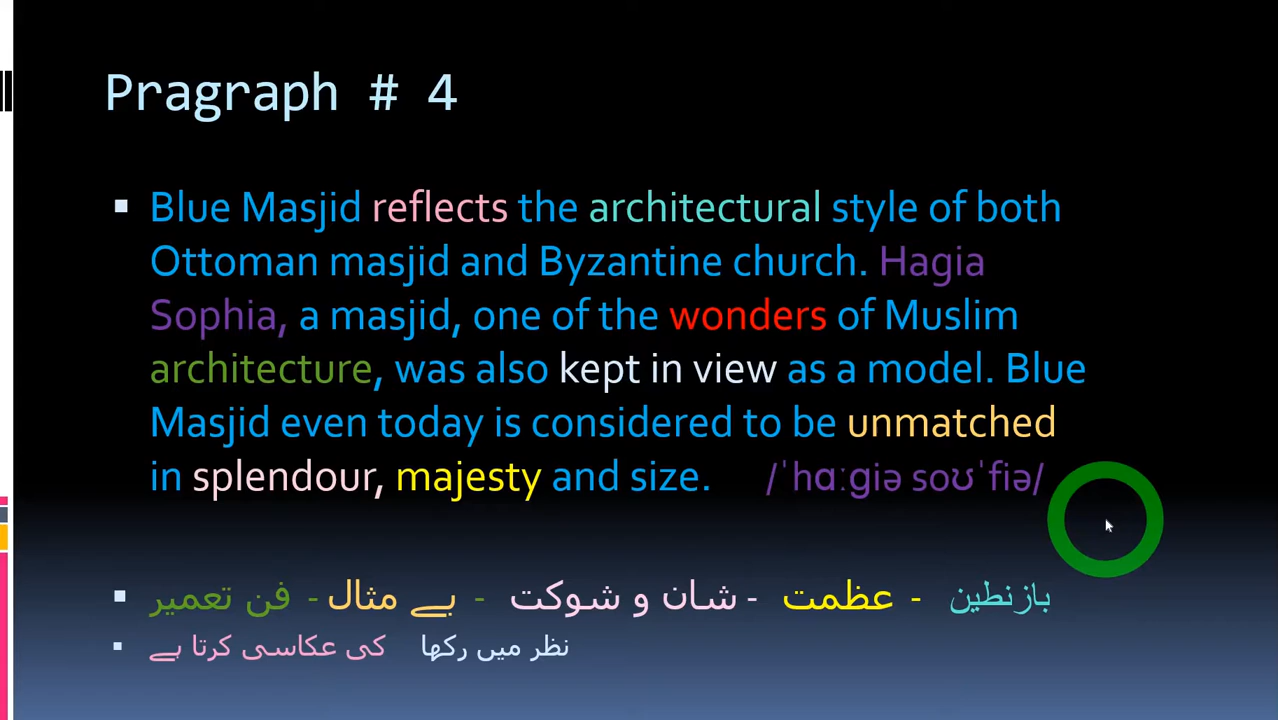 Pragraph # 4
Blue Masjid reflects the architectural style of both
Ottoman masjid and Byzantine church. Hagia
Sophia, a masjid, one of the wonders of Muslim
architecture, was also kept in view as a model. Blue
Masjid even today is considered to be unmatched
in splendour, majesty and size. /ˈhɑːɡiə soʊˈfiə/
بازنطین - عظمت - شان و شوکت - بے مثال - فن تعمیر
نظر میں رکھا کی عکاسی کرتا ہے